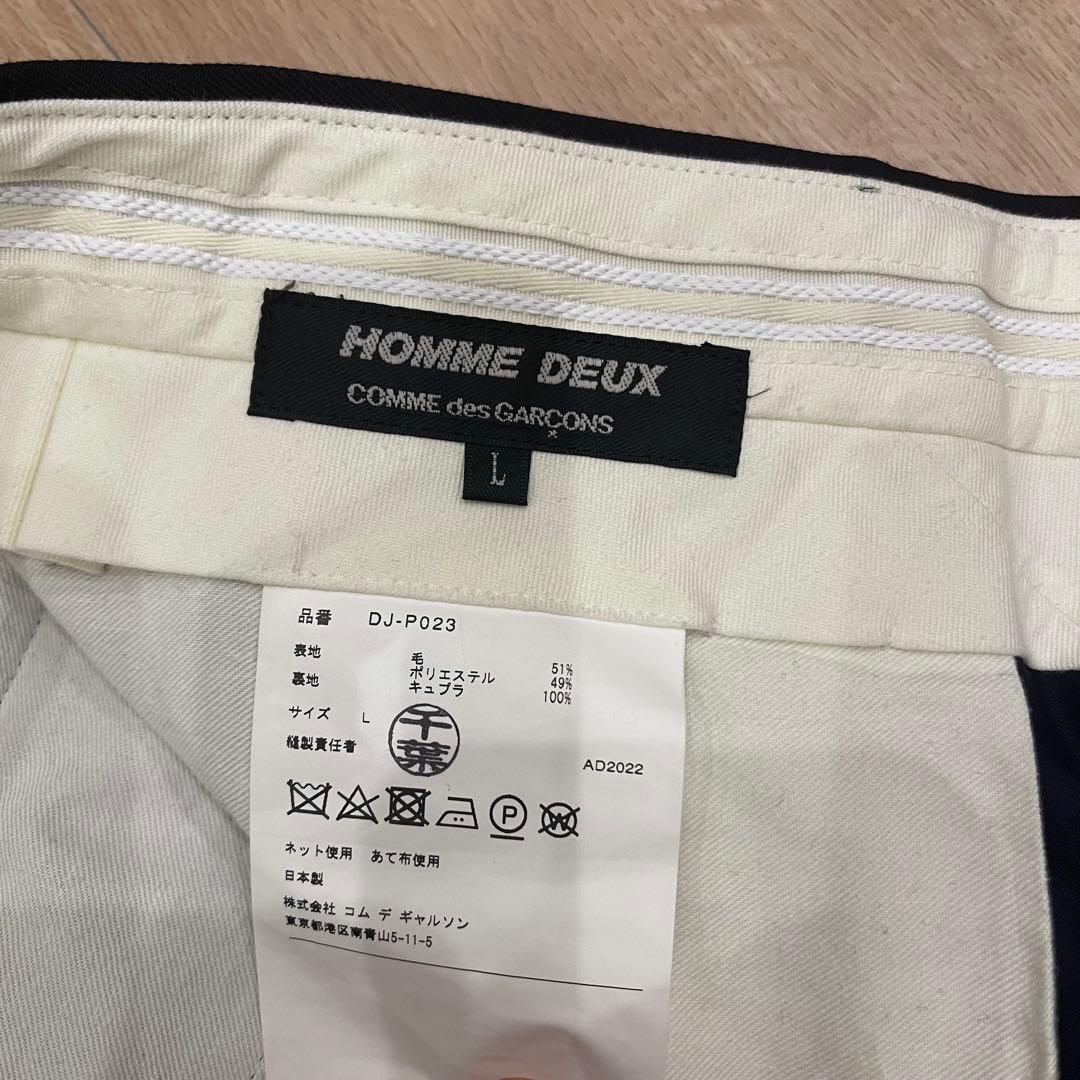 HOMME DEUX
COMME des GARÇONS
L
品番 DJ-P023
表地 毛 51%
ポリエステル 49%
裏地 キュプラ 100%
サイズ L
縫製責任者 千葉
AD2022
P
W
ネット使用 あて布使用
日本製
株式会社 コム デ ギャルソン
東京都港区南青山5-11-5